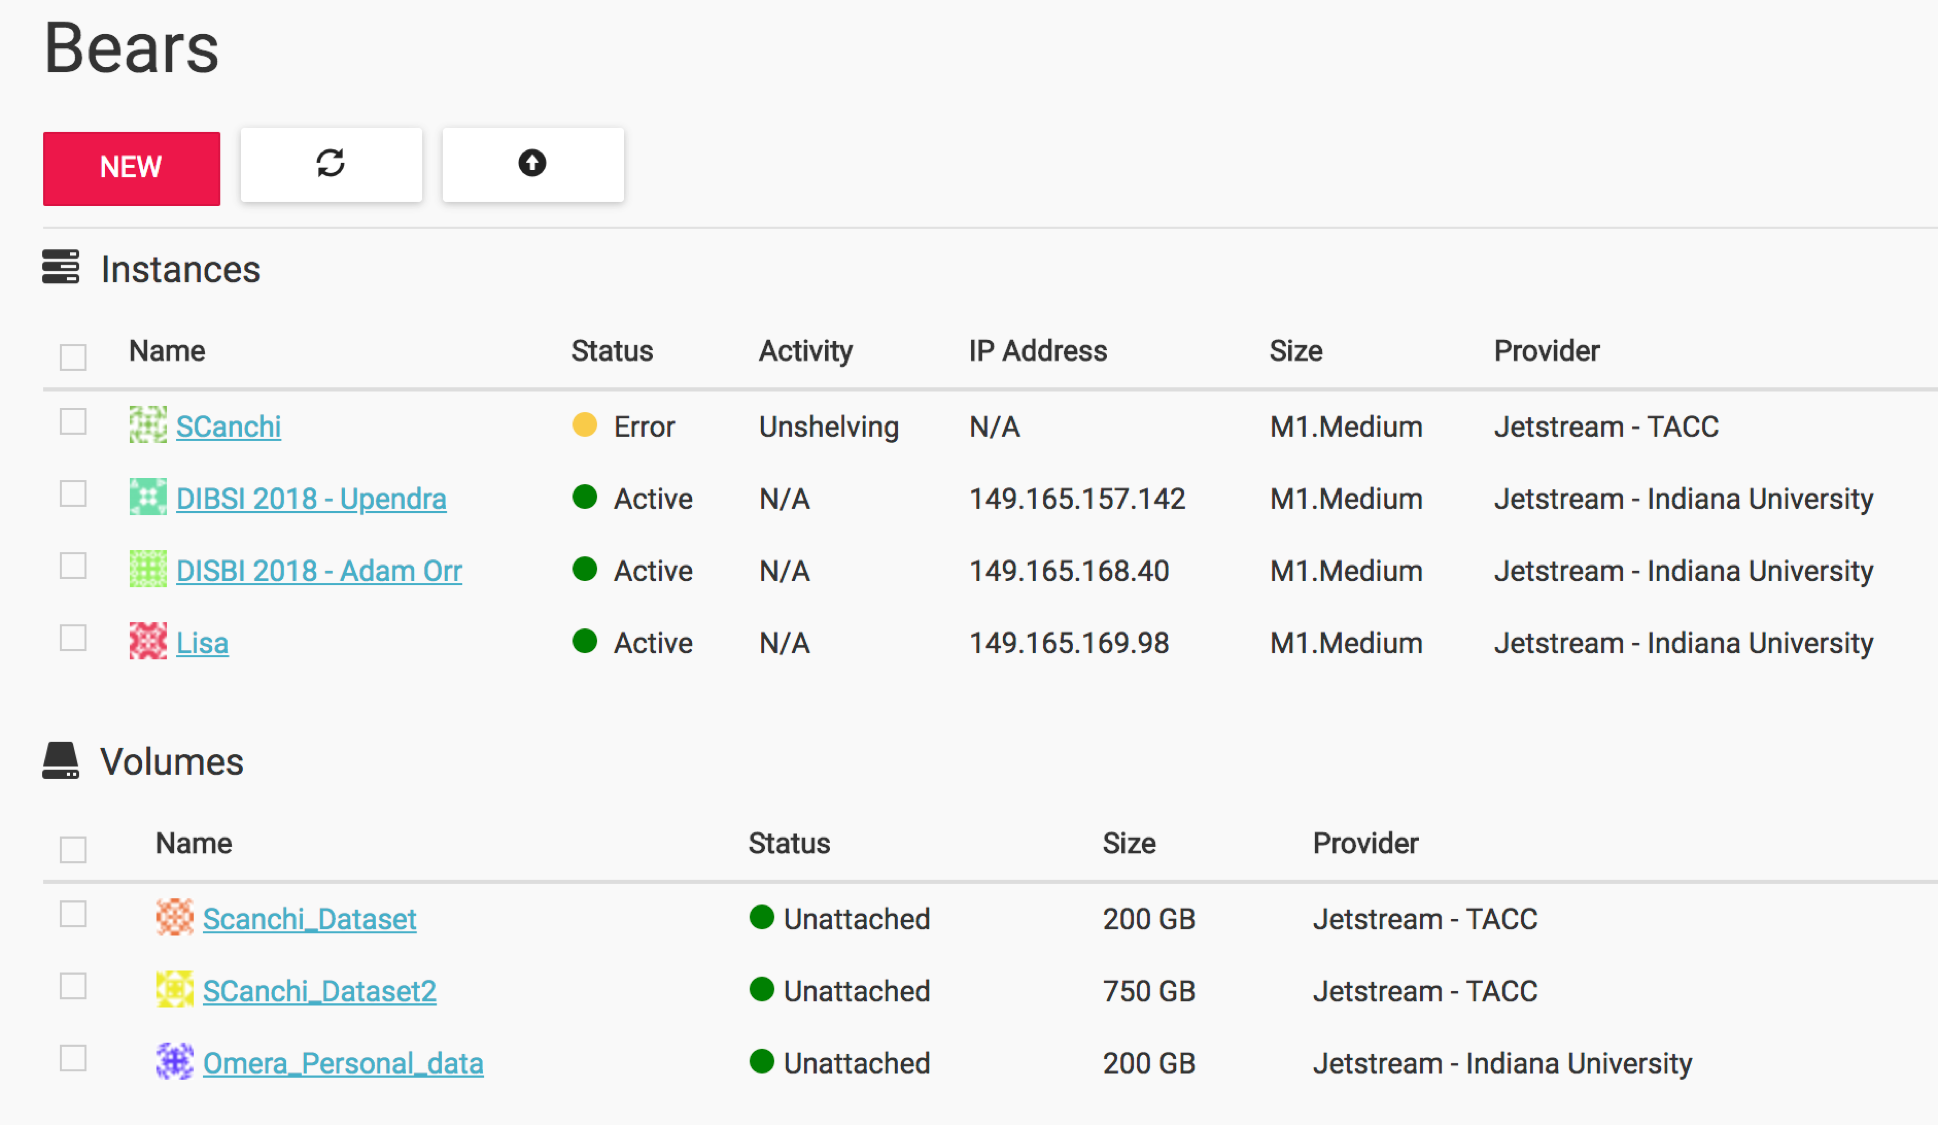 Bears
NEW
Instances
Name Status Activity IP Address Size Provider
SCanchi Error Unshelving N/A M1.Medium Jetstream - TACC
DIBSI 2018 - Upendra Active N/A 149.165.157.142 M1.Medium Jetstream - Indiana University
DISBI 2018 - Adam Orr Active N/A 149.165.168.40 M1.Medium Jetstream - Indiana University
Lisa Active N/A 149.165.169.98 M1.Medium Jetstream - Indiana University
Volumes
Name Status Size Provider
Scanchi_Dataset Unattached 200 GB Jetstream - TACC
SCanchi_Dataset2 Unattached 750 GB Jetstream - TACC
Omera_Personal_data Unattached 200 GB Jetstream - Indiana University